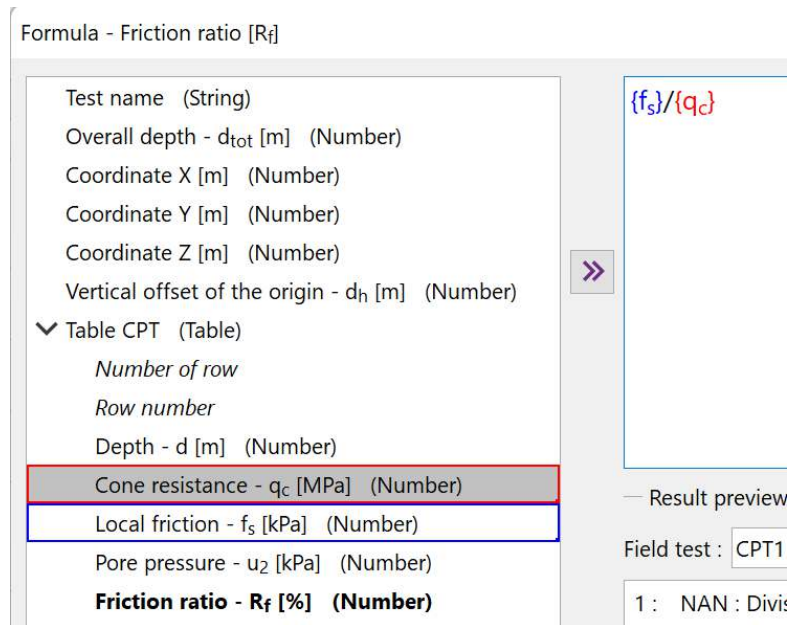 Formula - Friction ratio [Rf]
Test name (String)
Overall depth - dtot [m] (Number)
Coordinate X [m] (Number)
Coordinate Y [m] (Number)
Coordinate Z [m] (Number)
Vertical offset of the origin - dh [m] (Number)
Table CPT (Table)
Number of row
Row number
Depth - d [m] (Number)
Cone resistance - qc [MPa] (Number)
Local friction - fs [kPa] (Number)
Pore pressure - u2 [kPa] (Number)
Friction ratio - Rf [%] (Number)
»
{fs}/{qc}
Result preview
Field test : CPT1
1 : NAN : Divis